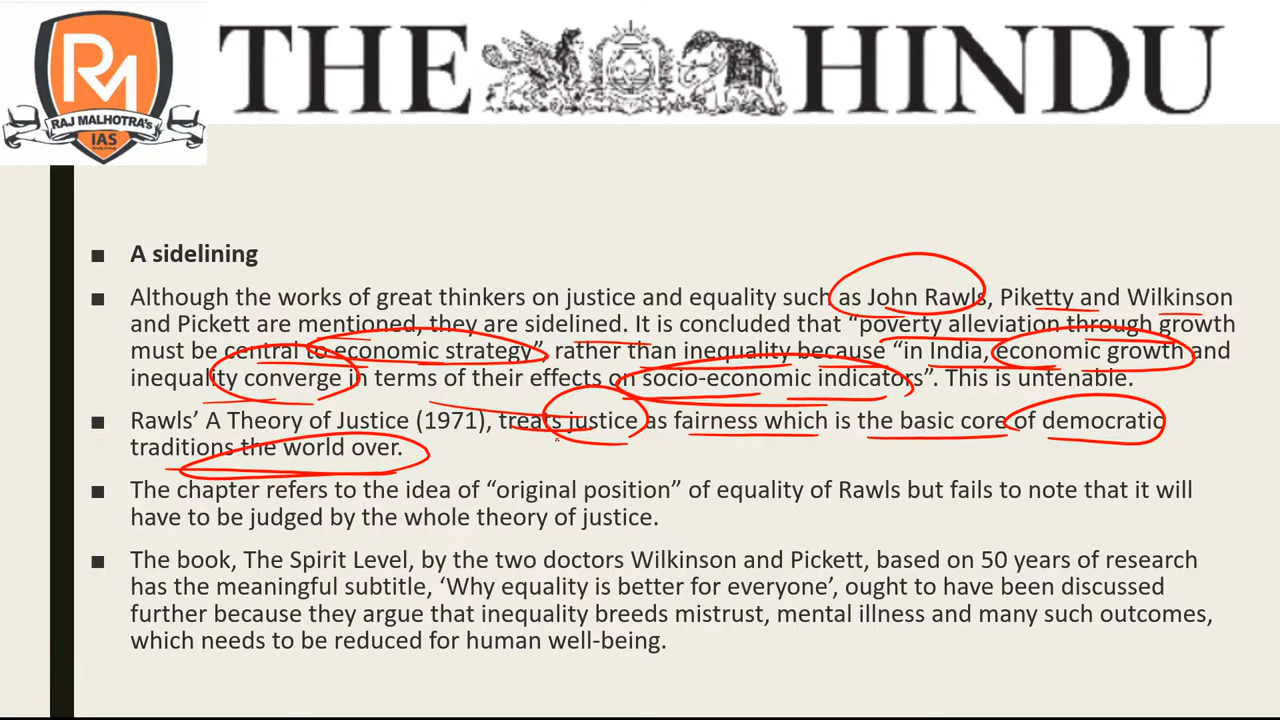 RM
RAJ MALHOTRA'S
IAS
THE HINDU
A sidelining
Although the works of great thinkers on justice and equality such as John Rawls, Piketty and Wilkinson
and Pickett are mentioned, they are sidelined. It is concluded that “poverty alleviation through growth
must be central to economic strategy”, rather than inequality because “in India, economic growth and
inequality converge in terms of their effects on socio-economic indicators”. This is untenable.
Rawls’ A Theory of Justice (1971), treats justice as fairness which is the basic core of democratic
traditions the world over.
The chapter refers to the idea of “original position” of equality of Rawls but fails to note that it will
have to be judged by the whole theory of justice.
The book, The Spirit Level, by the two doctors Wilkinson and Pickett, based on 50 years of research
has the meaningful subtitle, ‘Why equality is better for everyone’, ought to have been discussed
further because they argue that inequality breeds mistrust, mental illness and many such outcomes,
which needs to be reduced for human well-being.